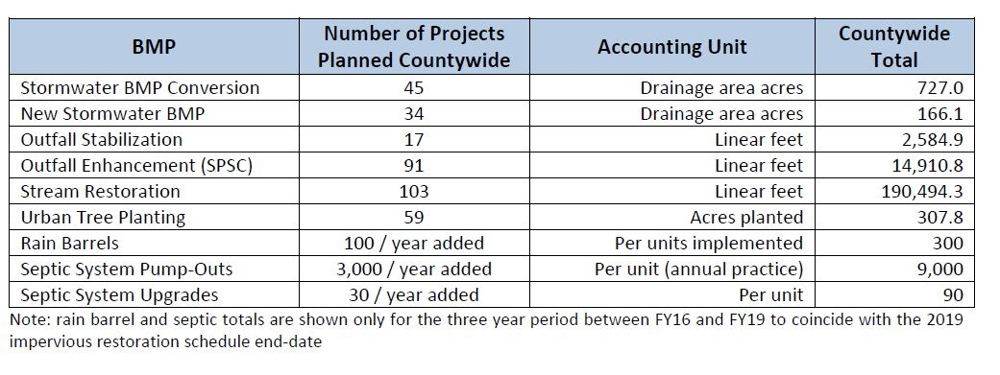 BMP Number of Projects Planned Countywide Accounting Unit Countywide Total
Stormwater BMP Conversion 45 Drainage area acres 727.0
New Stormwater BMP 34 Drainage area acres 166.1
Outfall Stabilization 17 Linear feet 2,584.9
Outfall Enhancement (SPSC) 91 Linear feet 14,910.8
Stream Restoration 103 Linear feet 190,494.3
Urban Tree Planting 59 Acres planted 307.8
Rain Barrels 100 / year added Per units implemented 300
Septic System Pump-Outs 3,000 / year added Per unit (annual practice) 9,000
Septic System Upgrades 30 / year added Per unit 90
Note: rain barrel and septic totals are shown only for the three year period between FY16 and FY19 to coincide with the 2019
impervious restoration schedule end-date